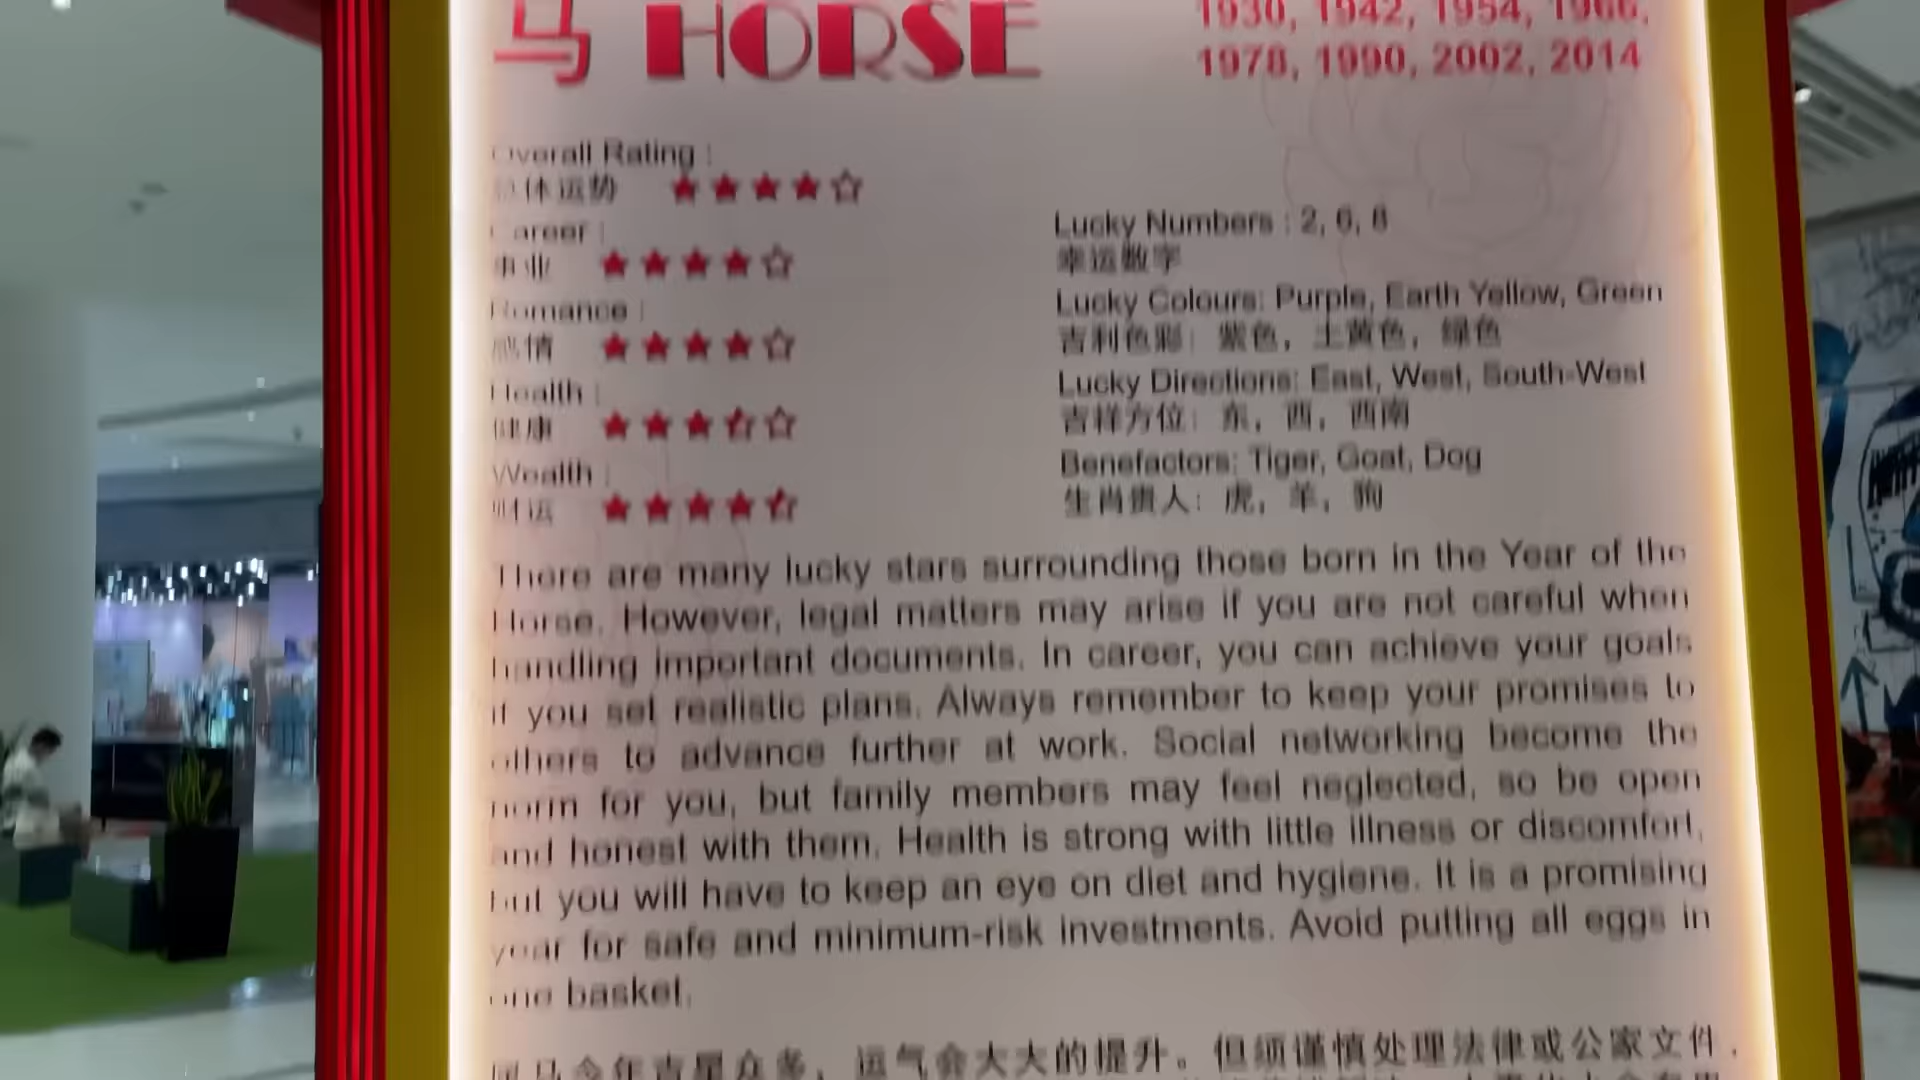 马 HORSE
1930, 1942, 1954, 1966,
1978, 1990, 2002, 2014
Overall Rating :
总体运势 ★★★★☆
Career :
事业 ★★★★☆
Romance :
感情 ★★★★☆
Health :
健康
Wealth :
财运
Lucky Numbers : 2, 6, 8
幸运数字
Lucky Colours: Purple, Earth Yellow, Green
吉利色彩: 紫色, 土黄色, 绿色
Lucky Directions: East, West, South-West
吉祥方位: 东, 西, 西南
Benefactors: Tiger, Goat, Dog
生肖贵人: 虎, 羊, 狗
There are many lucky stars surrounding those born in the Year of the
Horse. However, legal matters may arise if you are not careful when
handling important documents. In career, you can achieve your goals
if you set realistic plans. Always remember to keep your promises to
others to advance further at work. Social networking become the
norm for you, but family members may feel neglected, so be open
and honest with them. Health is strong with little illness or discomfort,
but you will have to keep an eye on diet and hygiene. It is a promising
year for safe and minimum-risk investments. Avoid putting all eggs in
one basket.
属马今年吉星众多, 运气会大大的提升。但须谨慎处理法律或公家文件.